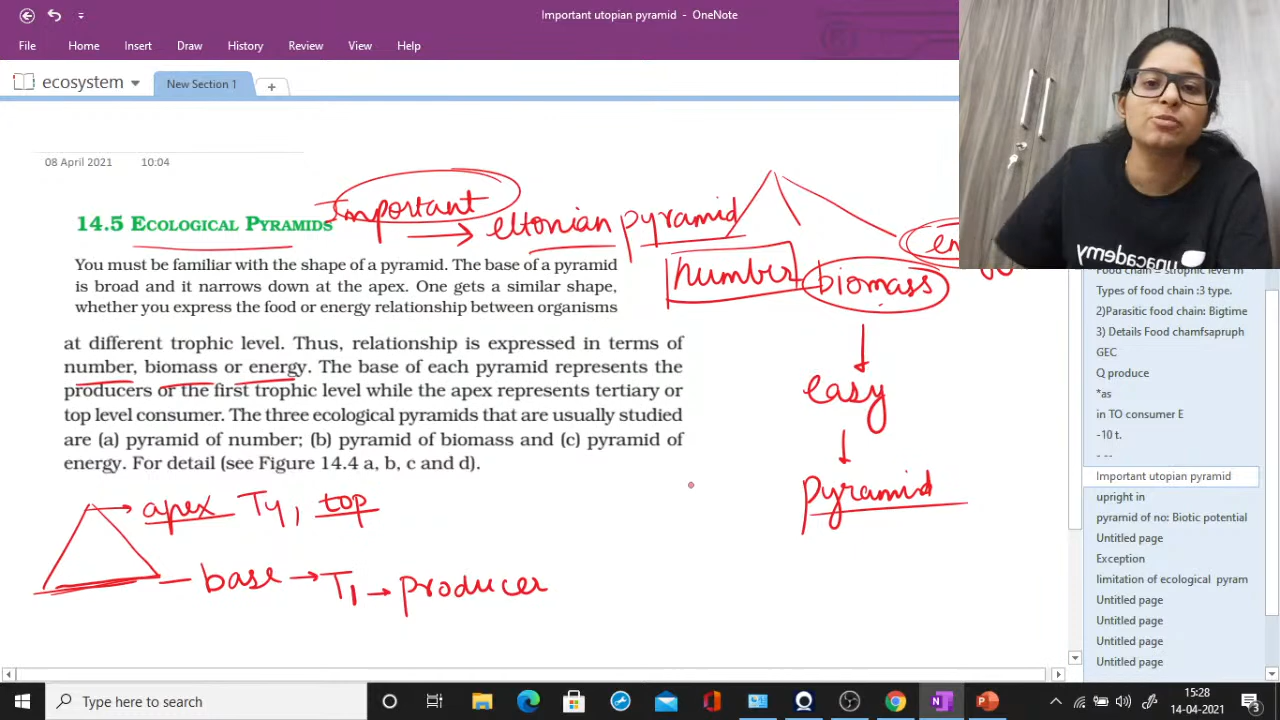 Important utopian pyramid - OneNote
File Home Insert Draw History Review View Help
ecosystem
New Section 1
+
08 April 2021 10:04
14.5 ECOLOGICAL PYRAMIDS
Important
eltonian pyramid
number biomass
You must be familiar with the shape of a pyramid. The base of a pyramid
is broad and it narrows down at the apex. One gets a similar shape,
whether you express the food or energy relationship between organisms
at different trophic level. Thus, relationship is expressed in terms of
number, biomass or energy. The base of each pyramid represents the
producers or the first trophic level while the apex represents tertiary or
top level consumer. The three ecological pyramids that are usually studied
are (a) pyramid of number; (b) pyramid of biomass and (c) pyramid of
energy. For detail (see Figure 14.4 a, b, c and d).
easy
pyramid
apex T4, top
base → T1 → producer
unacademy
Food chain = strophic level m
Types of food chain :3 type.
2)Parasitic food chain: Bigtime
3) Details Food chamfsapruph
GEC
Q produce
*as
in TO consumer E
-10 t.
- --
Important utopian pyramid
upright in
pyramid of no: Biotic potential
Untitled page
Exception
limitation of ecological pyram
Untitled page
Untitled page
Untitled page
Untitled page
Type here to search
15:28
14-04-2021
3